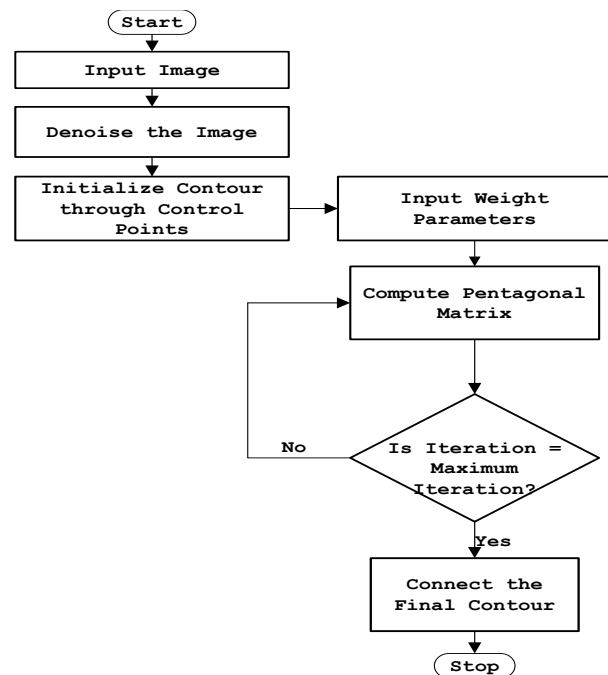 Start
Input Image
Denoise the Image
Initialize Contour
through Control
Points
Input Weight
Parameters
Compute Pentagonal
Matrix
Is Iteration =
Maximum
Iteration?
No
Yes
Connect the
Final Contour
Stop